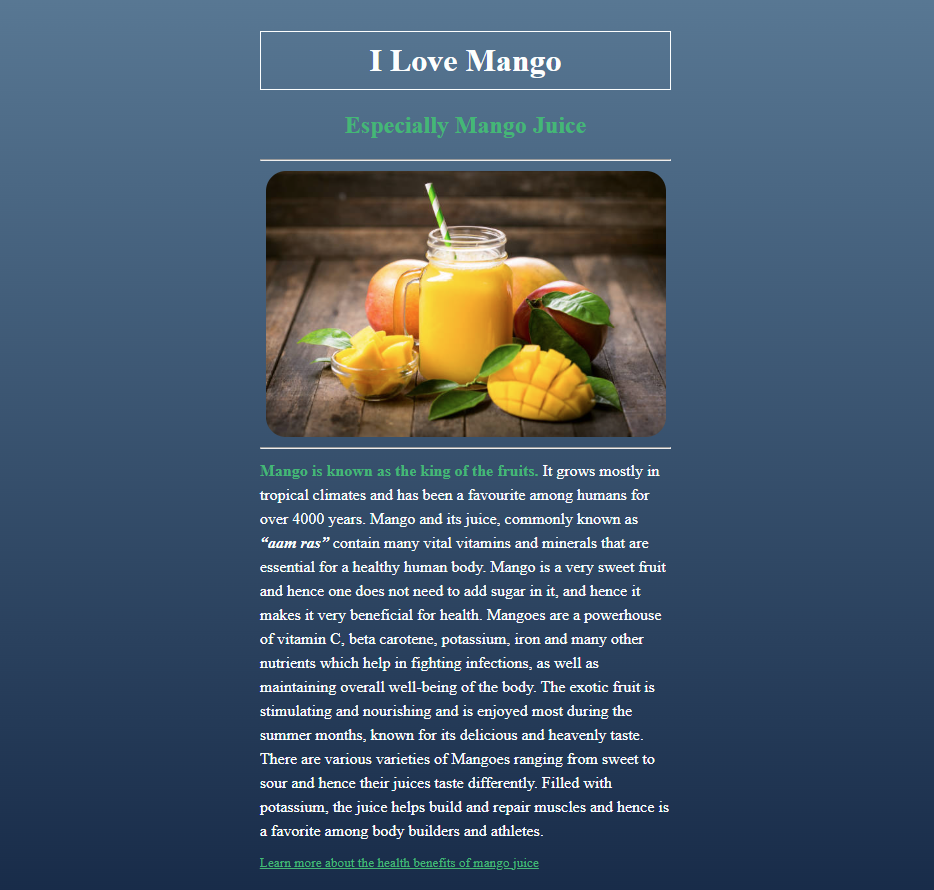 I Love Mango
Especially Mango Juice
Mango is known as the king of the fruits. It grows mostly in
tropical climates and has been a favourite among humans for
over 4000 years. Mango and its juice, commonly known as
“aam ras” contain many vital vitamins and minerals that are
essential for a healthy human body. Mango is a very sweet fruit
and hence one does not need to add sugar in it, and hence it
makes it very beneficial for health. Mangoes are a powerhouse
of vitamin C, beta carotene, potassium, iron and many other
nutrients which help in fighting infections, as well as
maintaining overall well-being of the body. The exotic fruit is
stimulating and nourishing and is enjoyed most during the
summer months, known for its delicious and heavenly taste.
There are various varieties of Mangoes ranging from sweet to
sour and hence their juices taste differently. Filled with
potassium, the juice helps build and repair muscles and hence is
a favorite among body builders and athletes.
Learn more about the health benefits of mango juice